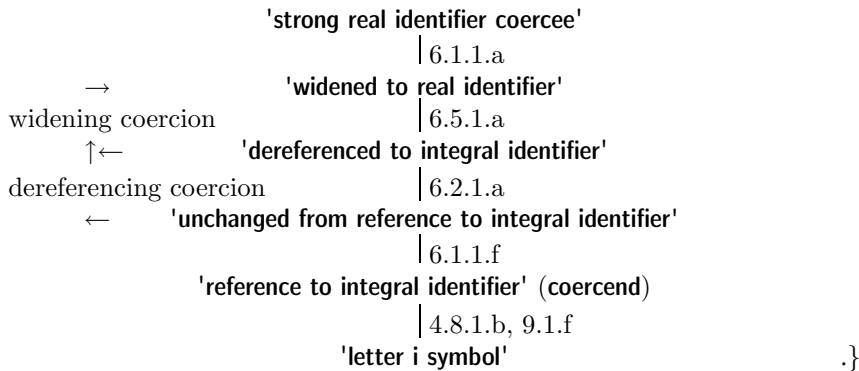 'strong real identifier coercee'
6.1.1.a
→ 'widened to real identifier'
widening coercion 6.5.1.a
↑← 'dereferenced to integral identifier'
dereferencing coercion 6.2.1.a
← 'unchanged from reference to integral identifier'
6.1.1.f
'reference to integral identifier' (coercend)
4.8.1.b, 9.1.f
'letter i symbol' .}